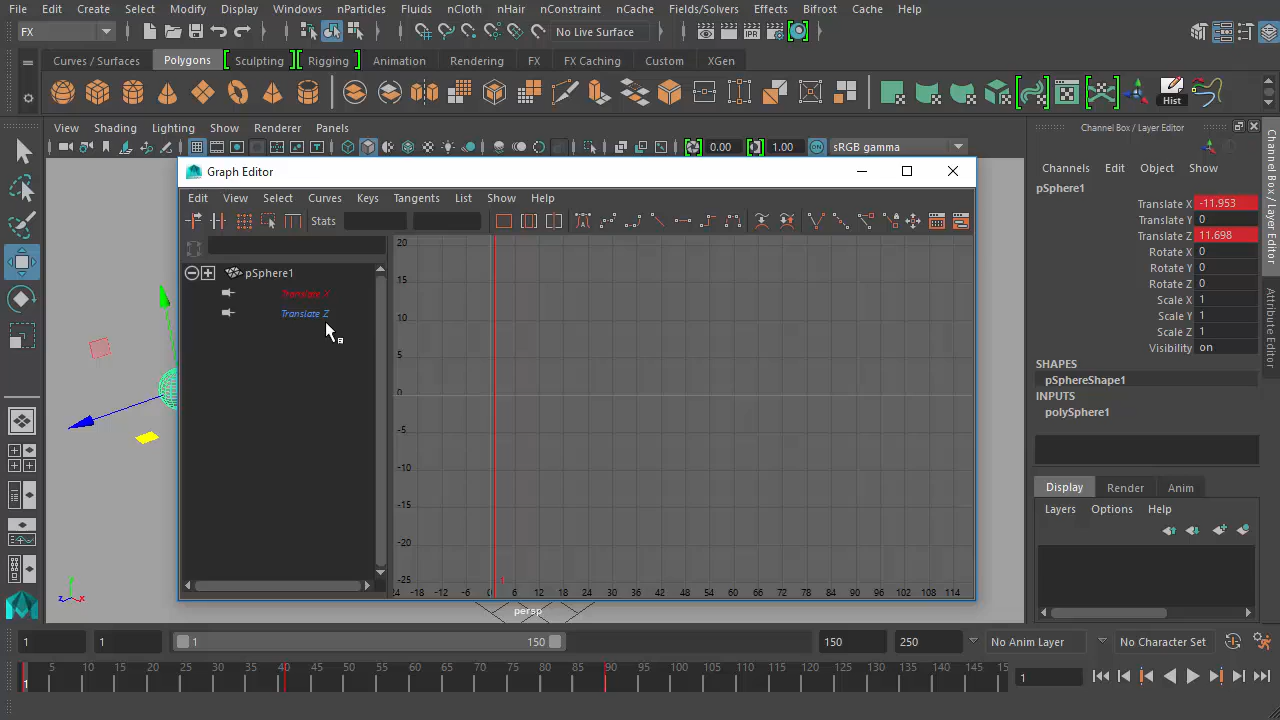 File Edit Create Select Modify Display Windows nParticles Fluids nCloth nHair nConstraint nCache Fields/Solvers Effects Bifrost Cache Help
FX No Live Surface
Curves / Surfaces Polygons Sculpting Rigging Animation Rendering FX FX Caching Custom XGen
Hist
View Shading Lighting Show Renderer Panels
0.00 1.00 ON sRGB gamma
Graph Editor
Edit View Select Curves Keys Tangents List Show Help
Stats
pSphere1
Translate X
Translate Z
20
15
10
5
0
-5
-10
-15
-20
-25
-18 -12 -6 0 6 12 18 24 30 36 42 48 54 60 66 72 78 84 90 96 102 108 114
1
persp
z x
Channel Box / Layer Editor
Channels Edit Object Show
pSphere1
Translate X -11.953
Translate Y 0
Translate Z 11.698
Rotate X 0
Rotate Y 0
Rotate Z 0
Scale X 1
Scale Y 1
Scale Z 1
Visibility on
SHAPES
pSphereShape1
INPUTS
polySphere1
Display Render Anim
Layers Options Help
Channel Box / Layer Editor
Attribute Editor
1 1 1 150 150 250 No Anim Layer No Character Set
5 10 15 20 25 30 35 40 45 50 55 60 65 70 75 80 85 90 95 100 105 110 115 120 125 130 135 140 145 15
1 1